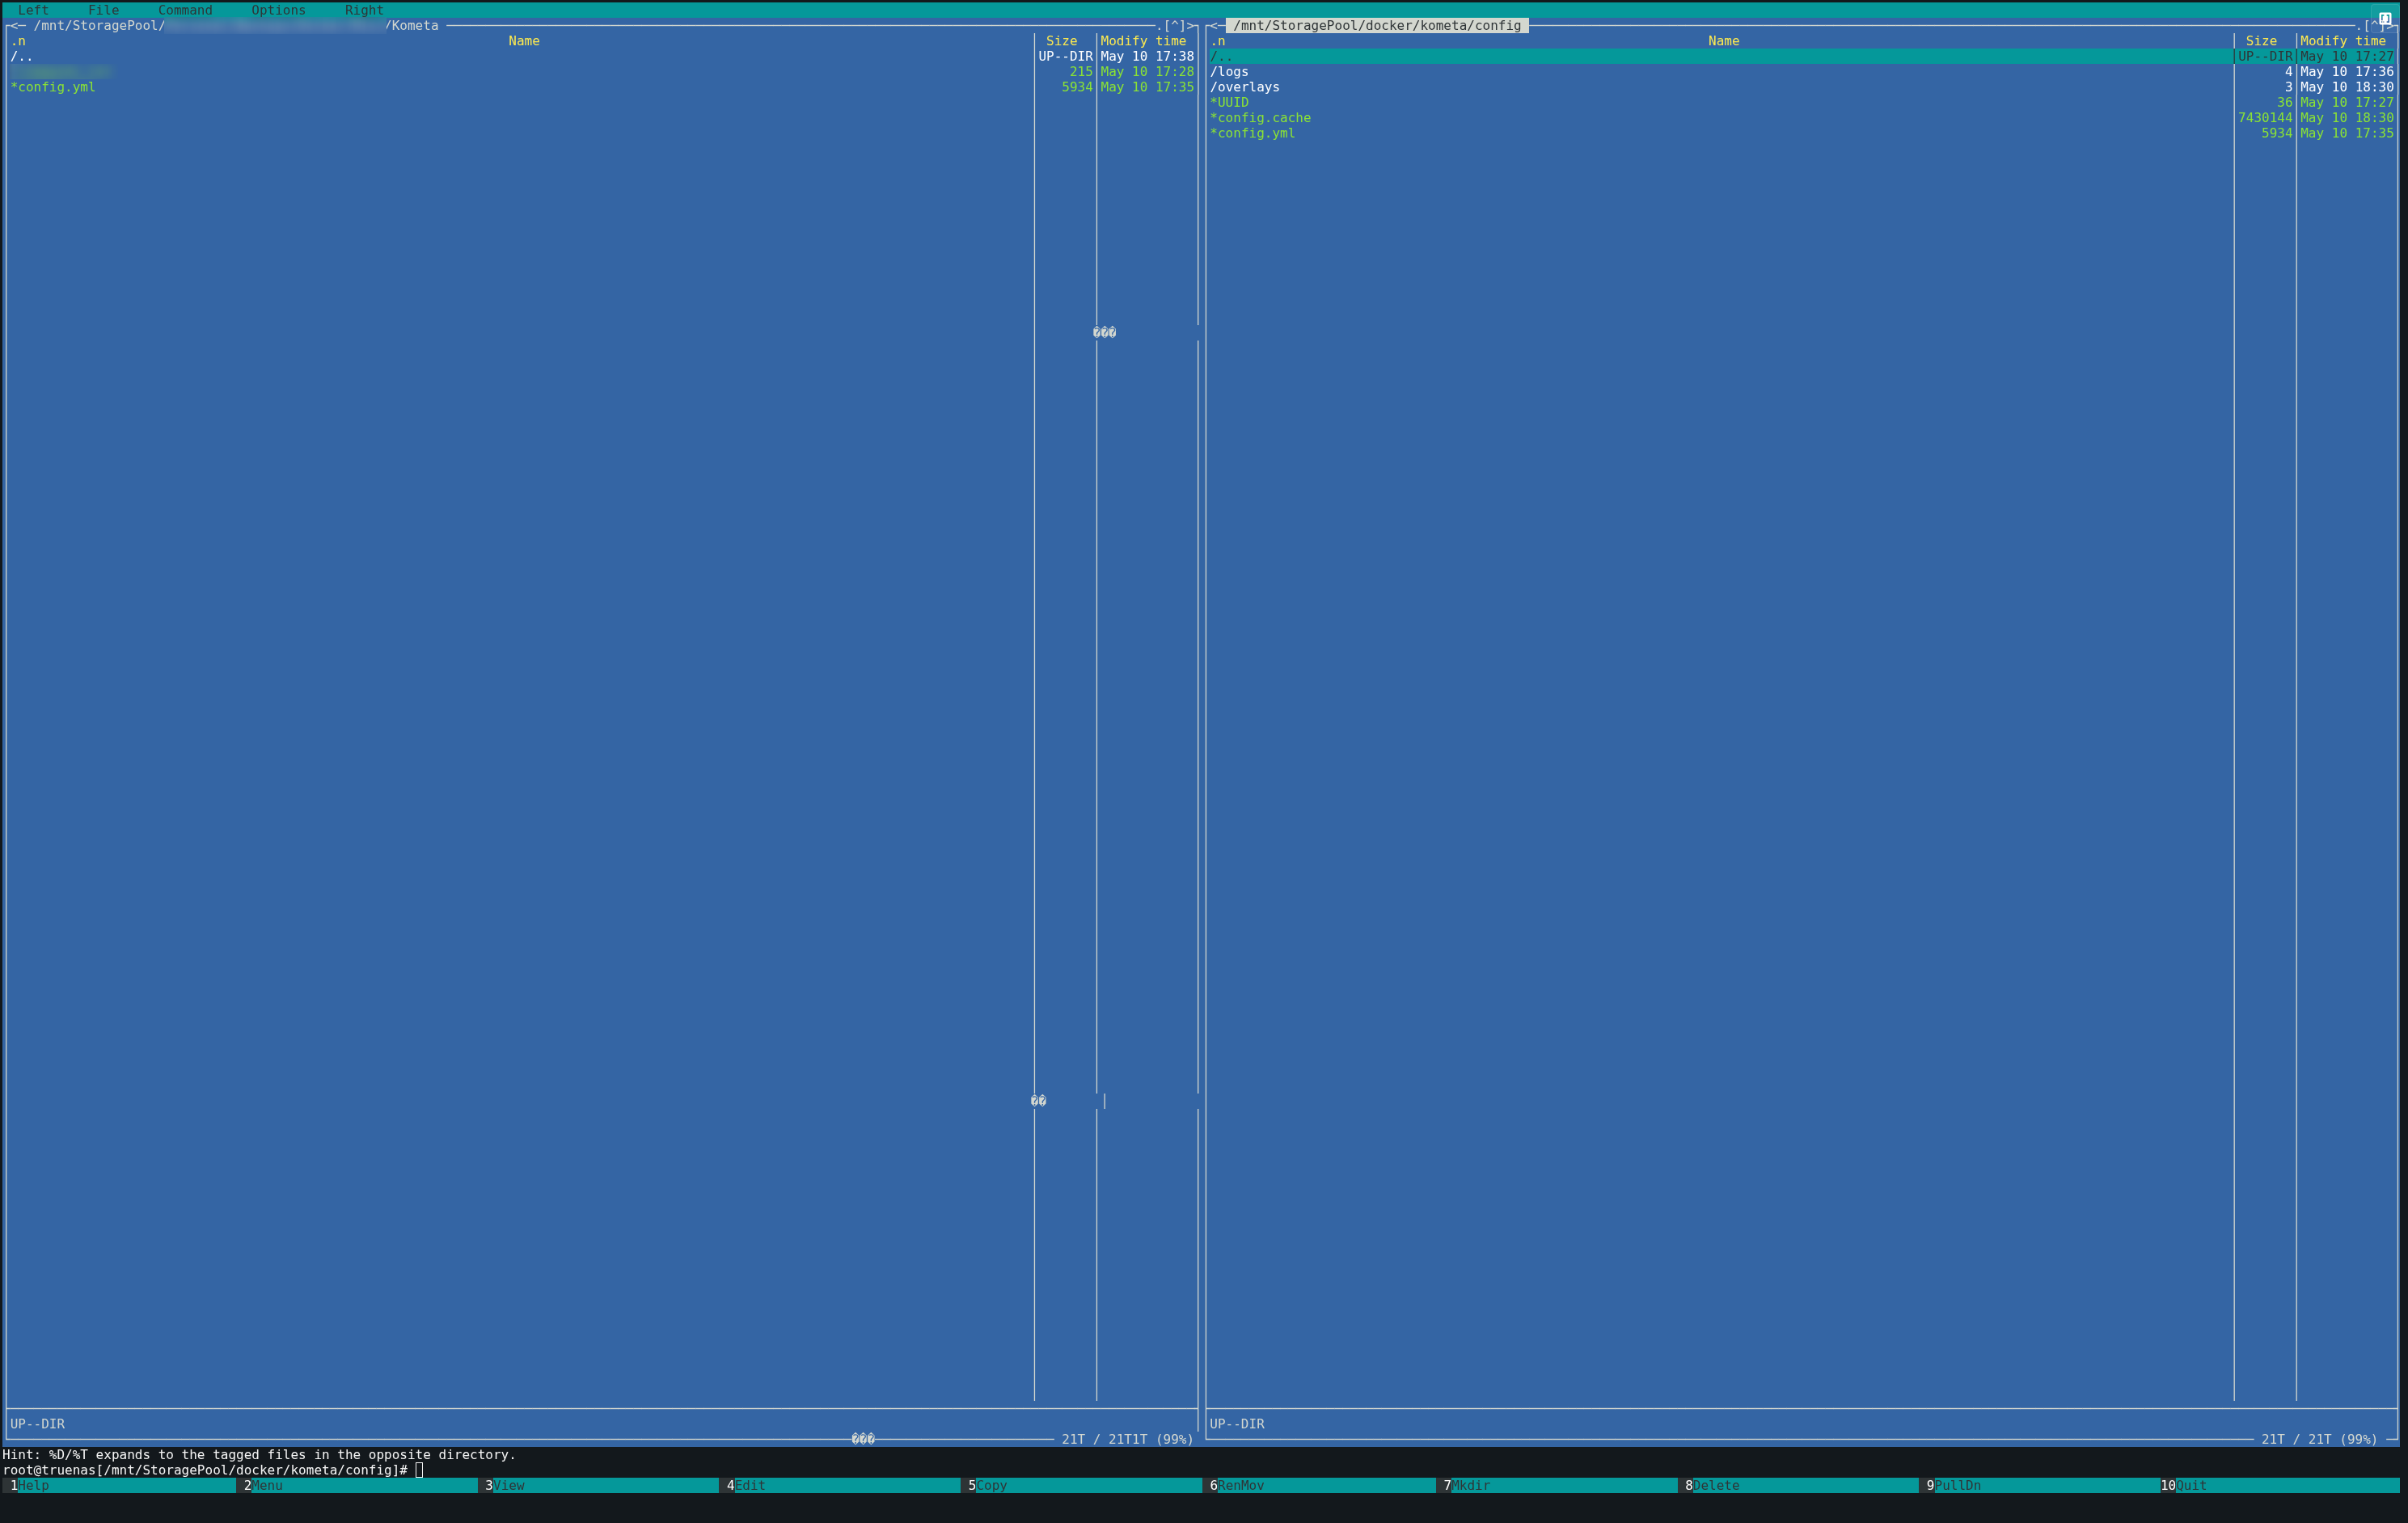 Left File Command Options Right
<─ /mnt/StoragePool/ /Kometa .[^]>
.n Name Size Modify time
/.. UP--DIR May 10 17:38
215 May 10 17:28
*config.yml 5934 May 10 17:35
UP--DIR
21T / 21T1T (99%)
<─ /mnt/StoragePool/docker/kometa/config .[^]>
.n Name Size Modify time
/.. UP--DIR May 10 17:27
/logs 4 May 10 17:36
/overlays 3 May 10 18:30
*UUID 36 May 10 17:27
*config.cache 7430144 May 10 18:30
*config.yml 5934 May 10 17:35
UP--DIR
21T / 21T (99%)
Hint: %D/%T expands to the tagged files in the opposite directory.
root@truenas[/mnt/StoragePool/docker/kometa/config]#
1Help 2Menu 3View 4Edit 5Copy 6RenMov 7Mkdir 8Delete 9PullDn 10Quit